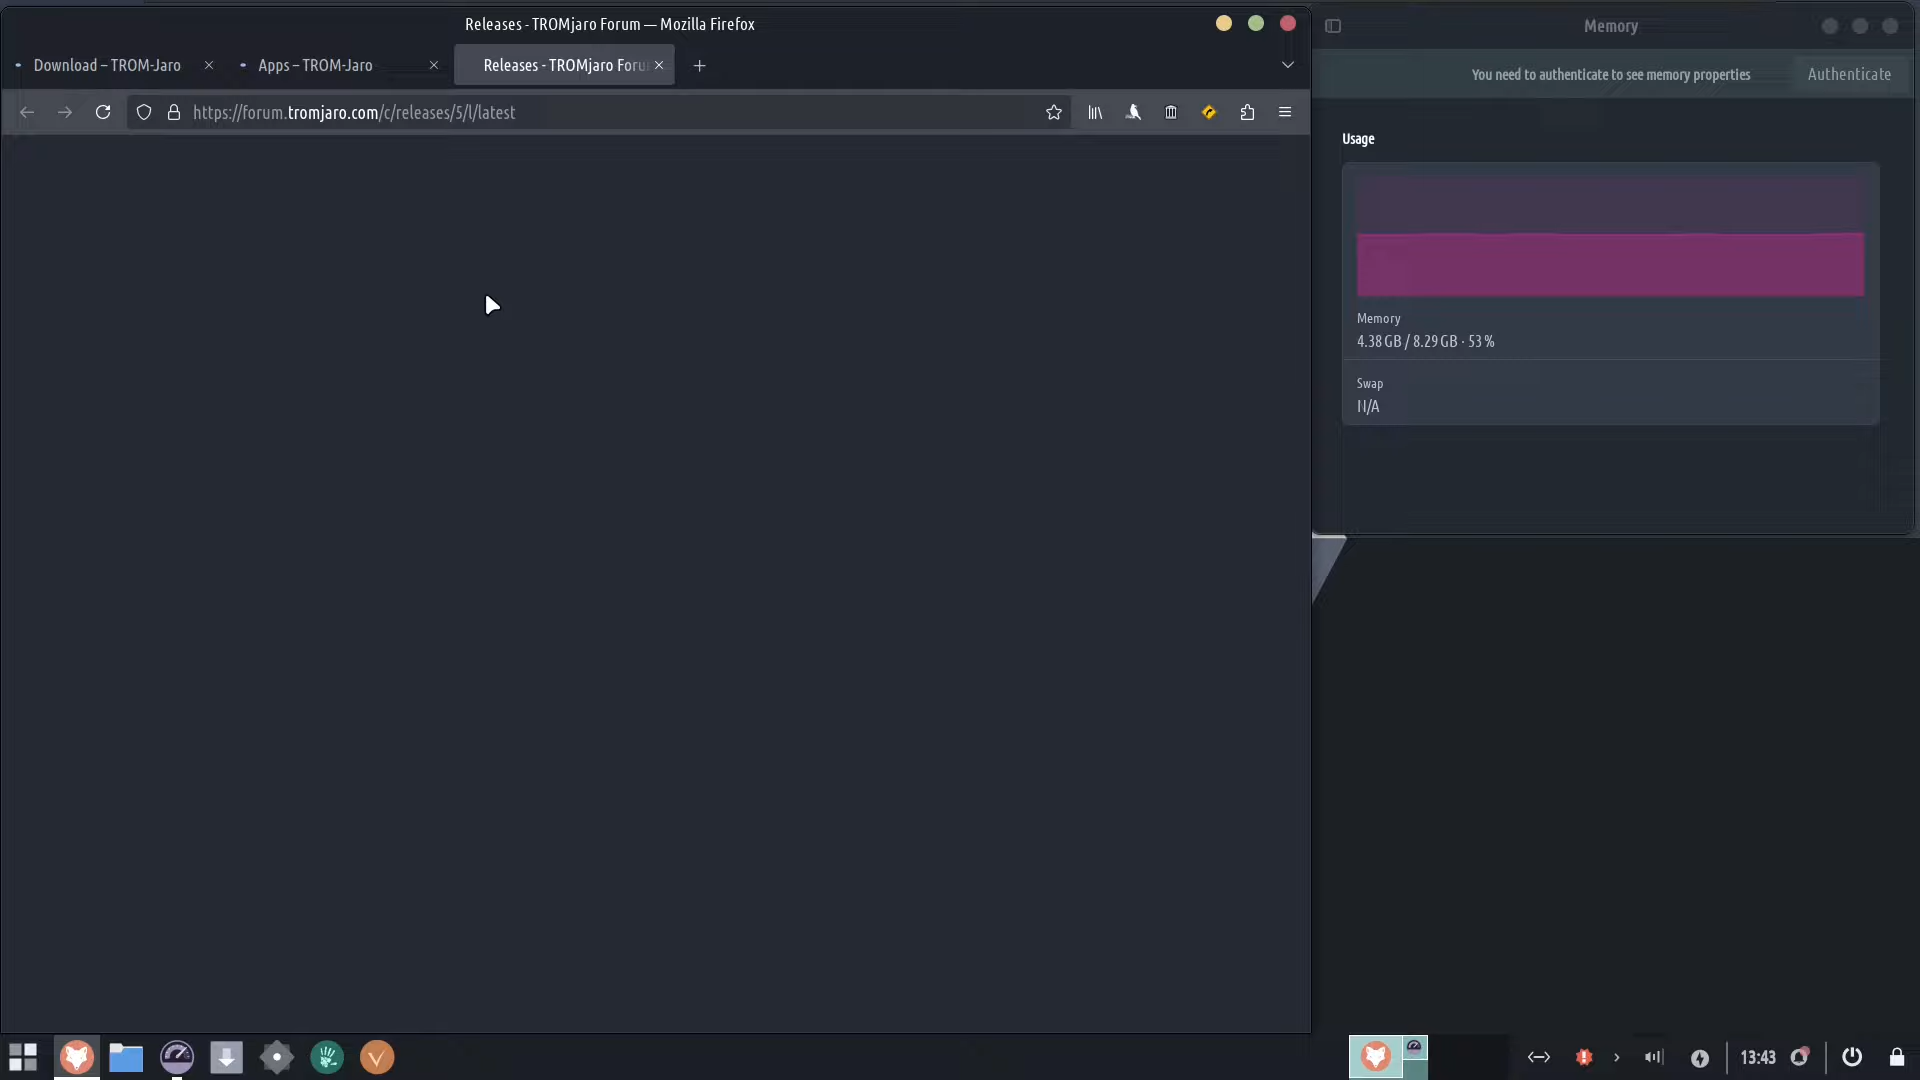 Releases - TROMjaro Forum — Mozilla Firefox
Download – TROM-Jaro
Apps – TROM-Jaro
Releases - TROMjaro Foru
https://forum.tromjaro.com/c/releases/5/l/latest
Memory
You need to authenticate to see memory properties
Authenticate
Usage
Memory
4.38 GB / 8.29 GB · 53 %
Swap
N/A
13:43